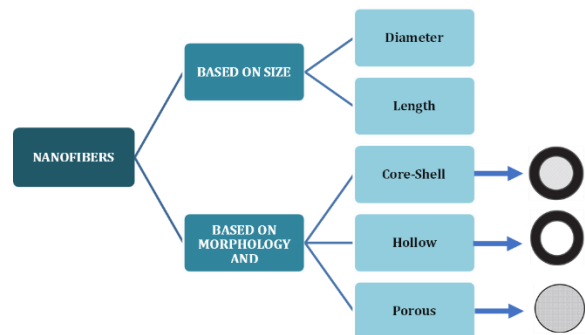 NANOFIBERS
BASED ON SIZE
Diameter
Length
BASED ON
MORPHOLOGY
AND
Core-Shell
Hollow
Porous